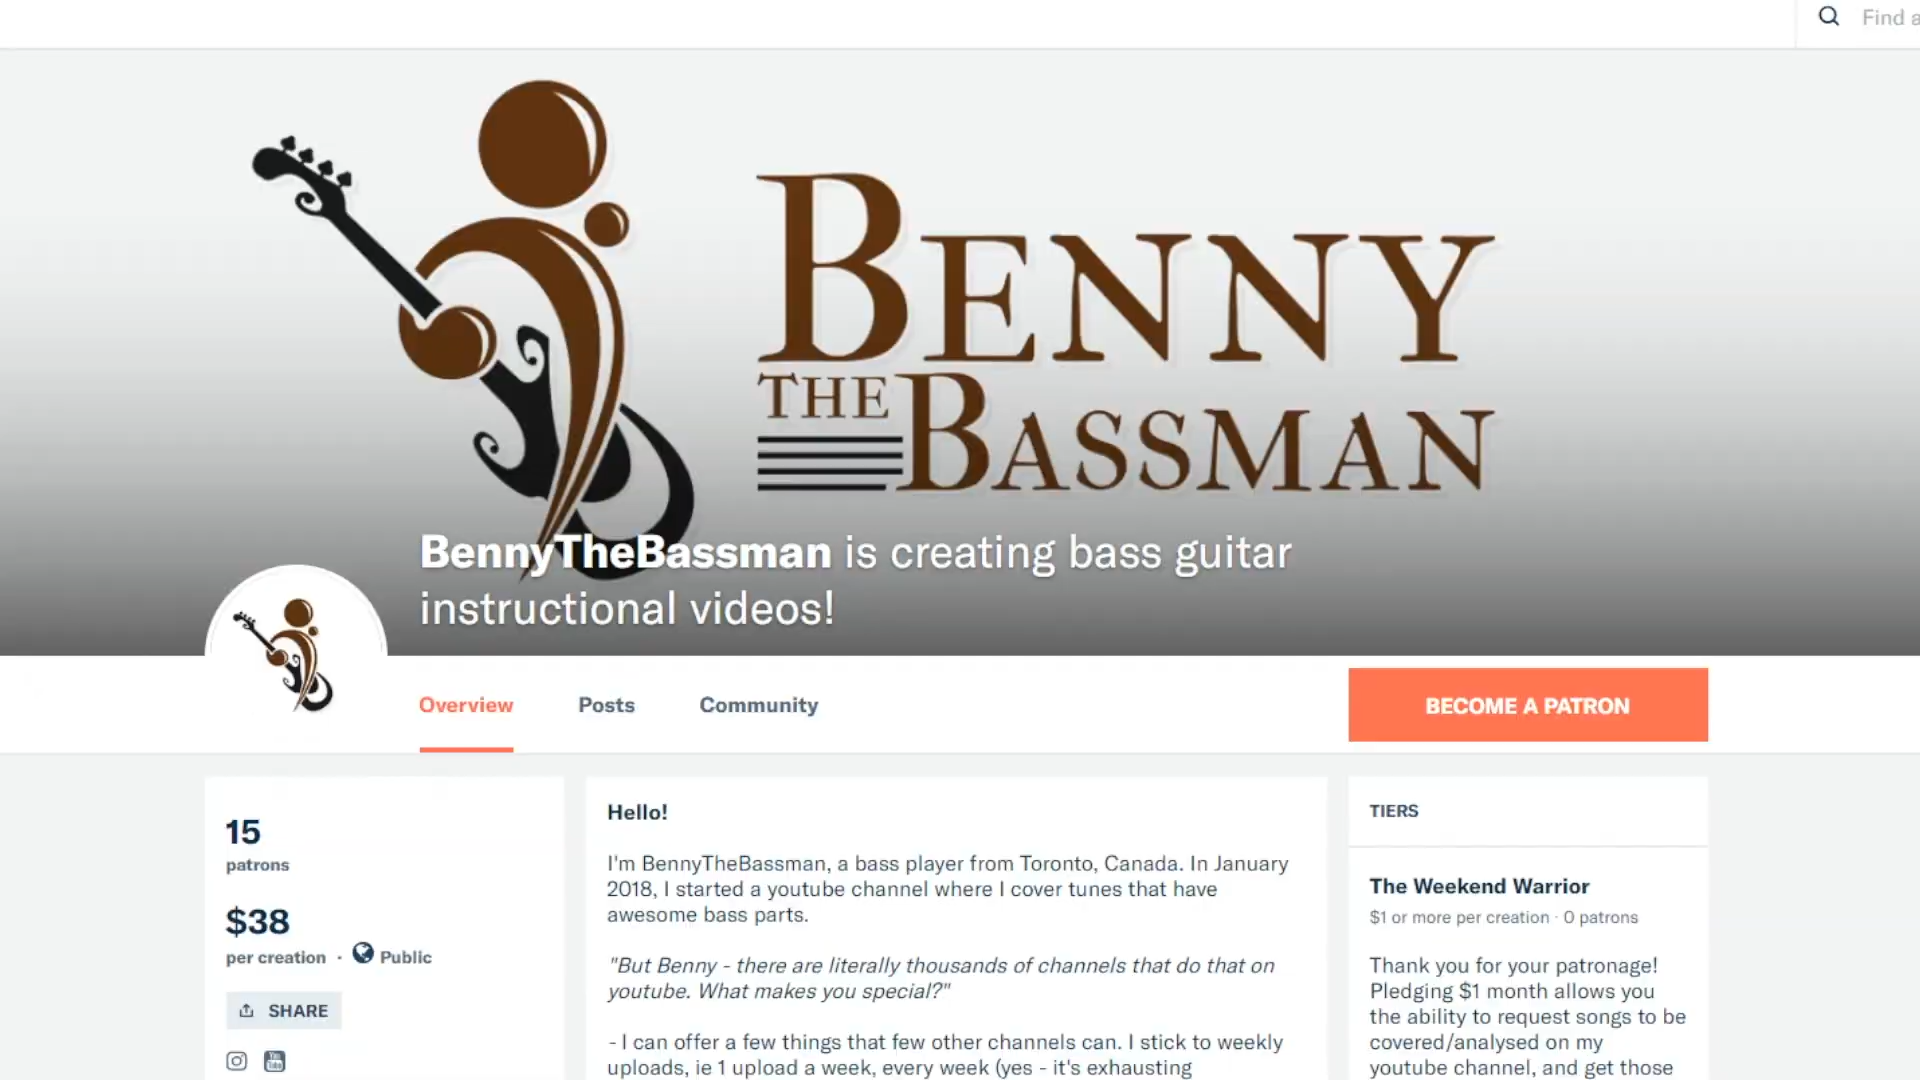 Find a
BENNY
THE BASSMAN
BennyTheBassman is creating bass guitar
instructional videos!
Overview Posts Community
BECOME A PATRON
15
patrons
$38
per creation · Public
SHARE
You
Tube
Hello!
I'm BennyTheBassman, a bass player from Toronto, Canada. In January
2018, I started a youtube channel where I cover tunes that have
awesome bass parts.
"But Benny - there are literally thousands of channels that do that on
youtube. What makes you special?"
- I can offer a few things that few other channels can. I stick to weekly
uploads, ie 1 upload a week, every week (yes - it's exhausting
TIERS
The Weekend Warrior
$1 or more per creation · 0 patrons
Thank you for your patronage!
Pledging $1 month allows you
the ability to request songs to be
covered/analysed on my
youtube channel, and get those